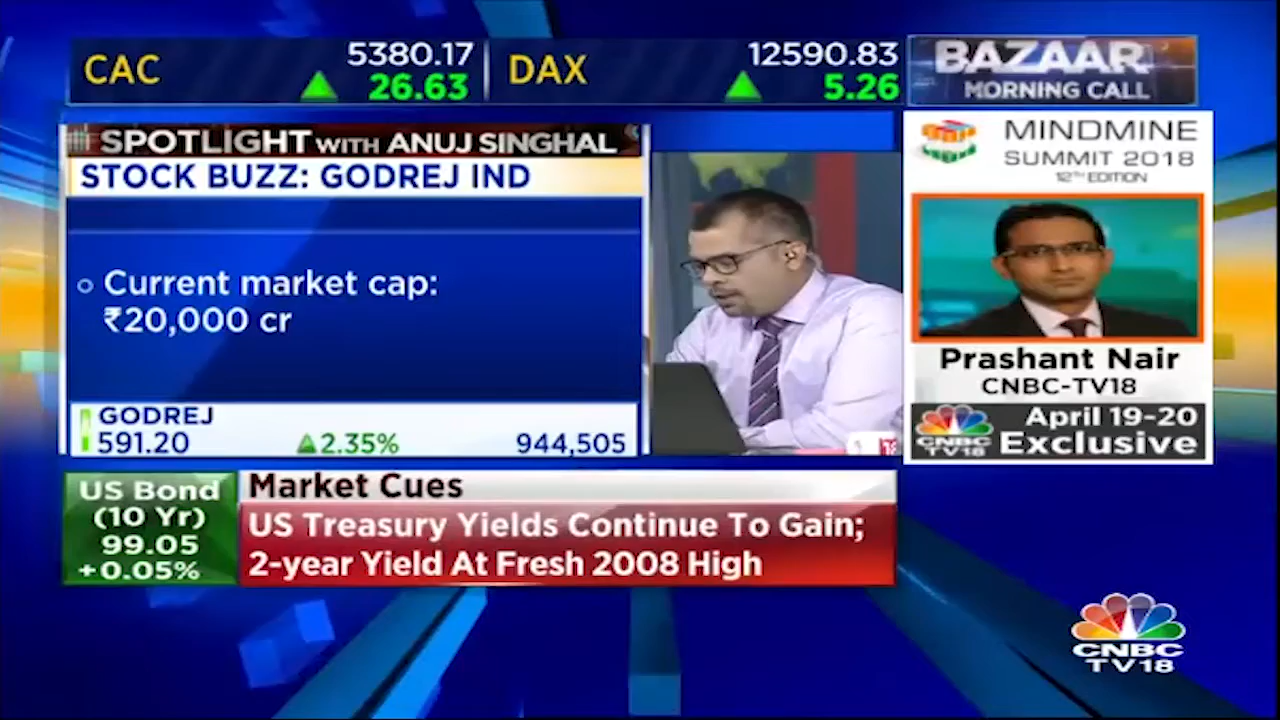 CAC
5380.17
▲ 26.63
DAX
12590.83
▲ 5.26
BAZAAR
MORNING CALL
SPOTLIGHT WITH ANUJ SINGHAL
STOCK BUZZ: GODREJ IND
Current market cap:
₹20,000 cr
GODREJ
591.20 ▲2.35% 944,505
MINDMINE
SUMMIT 2018
12TH EDITION
Prashant Nair
CNBC-TV18
April 19-20
CNBC
TV18
Exclusive
US Bond
(10 Yr)
99.05
+0.05%
Market Cues
US Treasury Yields Continue To Gain;
2-year Yield At Fresh 2008 High
CNBC
TV18